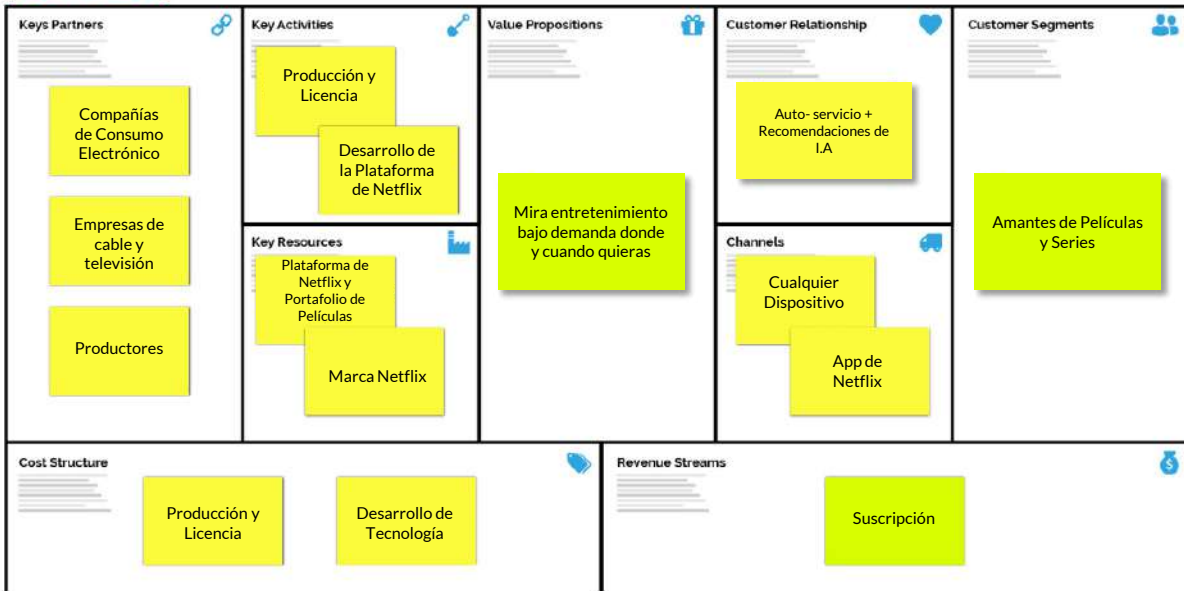 Keys Partners
Compañías
de Consumo
Electrónico
Empresas de
cable y
televisión
Productores
Key Activities
Producción y
Licencia
Desarrollo de
la Plataforma
de Netflix
Key Resources
Plataforma de
Netflix y
Portafolio de
Películas
Marca Netflix
Value Propositions
Mira entretenimiento
bajo demanda donde
y cuando quieras
Customer Relationship
Auto- servicio +
Recomendaciones de
I.A
Channels
Cualquier
Dispositivo
App de
Netflix
Customer Segments
Amantes de Películas
y Series
Cost Structure
Producción y
Licencia
Desarrollo de
Tecnología
Revenue Streams
Suscripción